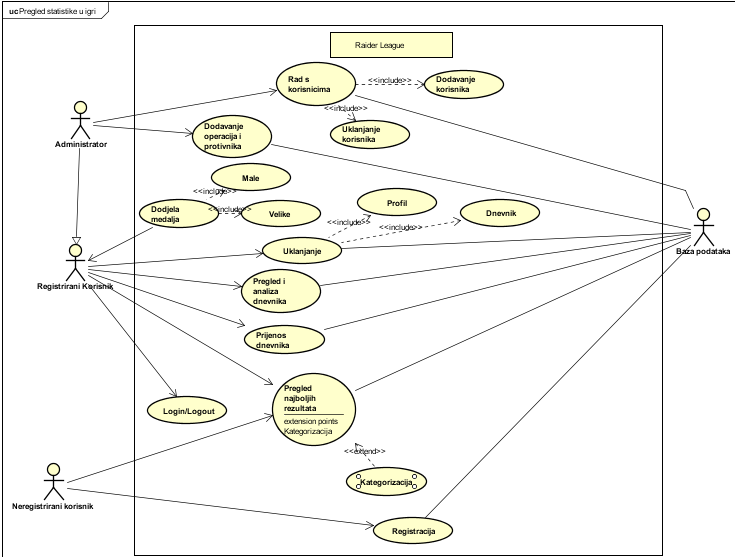 uc Pregled statistike u igri
Raider League
Rad s
korisnicima
<<include>>
Dodavanje
korisnika
<<include>>
Uklanjanje
korisnika
Administrator
Dodavanje
operacija i
protivnika
Male
<<include>>
Dodjela
medalja
<<include>>
Velike
Profil
<<include>>
Dnevnik
<<include>>
Uklanjanje
Baza podataka
Registrirani Korisnik
Pregled i
analiza
dnevnika
Prijenos
dnevnika
Pregled
najboljih
rezultata
extension points
Kategorizacija
Login/Logout
<<extend>>
Kategorizacija
Neregistrirani korisnik
Registracija